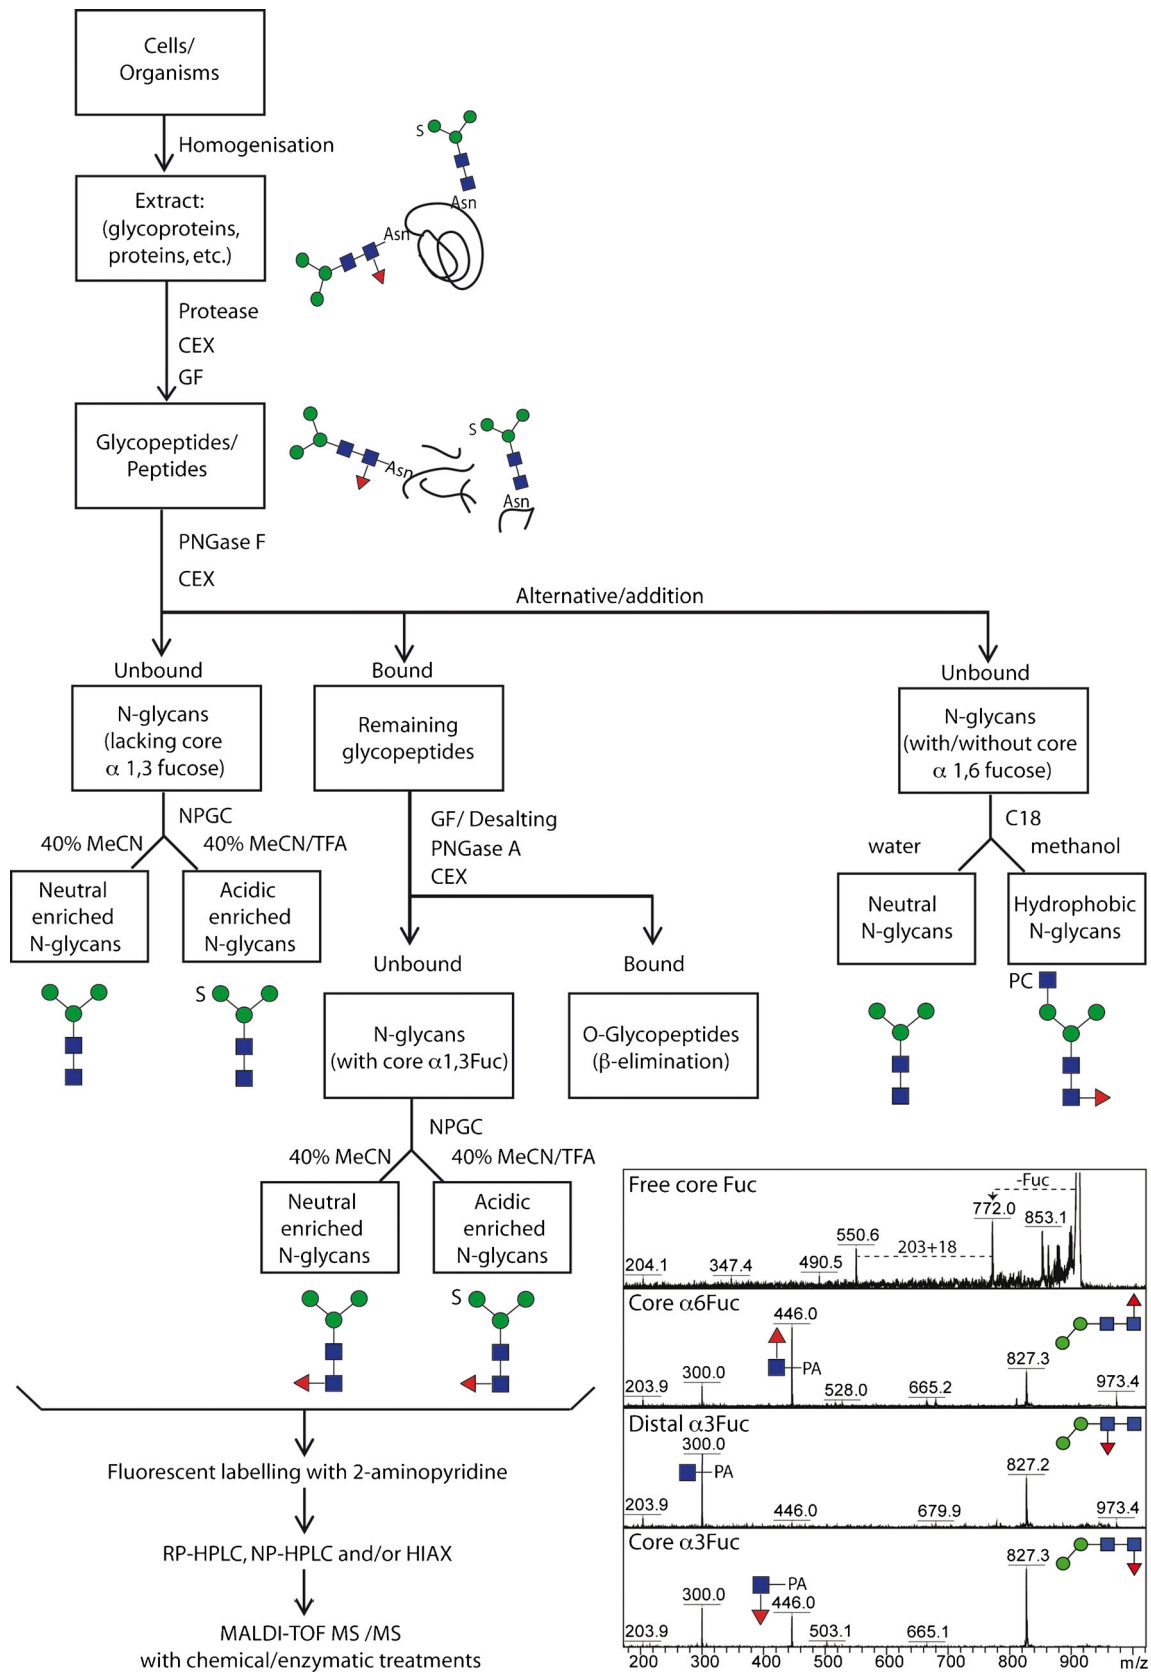 Cells/
Organisms
Homogenisation
S
Asn
Extract:
(glycoproteins,
proteins, etc.)
Asn
Protease
CEX
GF
Glycopeptides/
Peptides
S
Asn
Asn
PNGase F
CEX
Alternative/addition
Unbound
Bound
Unbound
N-glycans
(lacking core
α 1,3 fucose)
Remaining
glycopeptides
N-glycans
(with/without core
α 1,6 fucose)
NPGC
40% MeCN
40% MeCN/TFA
GF/ Desalting
PNGase A
CEX
C18
water
methanol
Neutral
enriched
N-glycans
Acidic
enriched
N-glycans
Neutral
N-glycans
Hydrophobic
N-glycans
S
PC
Unbound
Bound
N-glycans
(with core α1,3Fuc)
O-Glycopeptides
(β-elimination)
NPGC
40% MeCN
40% MeCN/TFA
Neutral
enriched
N-glycans
Acidic
enriched
N-glycans
S
Fluorescent labelling with 2-aminopyridine
RP-HPLC, NP-HPLC and/or HIAX
MALDI-TOF MS /MS
with chemical/enzymatic treatments
Free core Fuc
-Fuc
204.1 347.4 490.5 550.6 203+18 772.0 853.1
Core α6Fuc
PA
203.9 300.0 446.0 528.0 665.2 827.3 973.4
Distal α3Fuc
PA
203.9 300.0 446.0 679.9 827.2 973.4
Core α3Fuc
PA
203.9 300.0 446.0 503.1 665.1 827.3
200 300 400 500 600 700 800 900 m/z